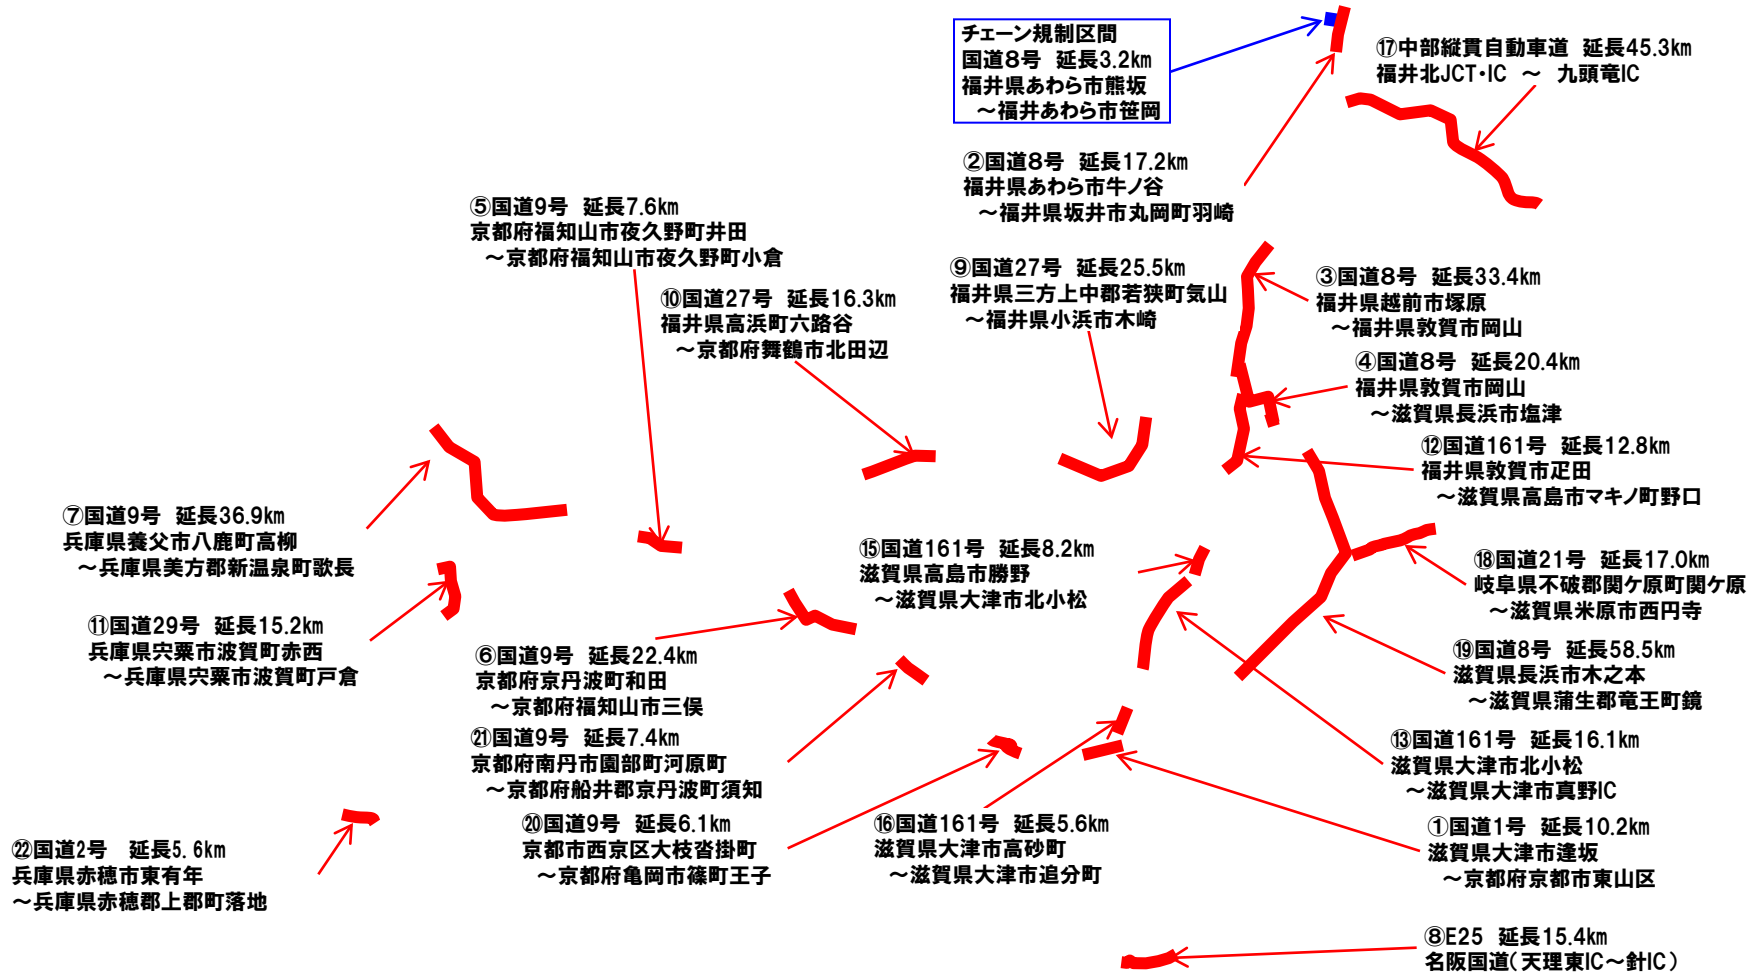 チェーン規制区間
国道8号 延長3.2km
福井県あわら市熊坂
～福井あわら市笹岡
⑰中部縦貫自動車道 延長45.3km
福井北JCT・IC ～ 九頭竜IC
②国道8号 延長17.2km
福井県あわら市牛ノ谷
～福井県坂井市丸岡町羽崎
⑤国道9号 延長7.6km
京都府福知山市夜久野町井田
～京都府福知山市夜久野町小倉
⑨国道27号 延長25.5km
福井県三方上中郡若狭町気山
～福井県小浜市木崎
③国道8号 延長33.4km
福井県越前市塚原
～福井県敦賀市岡山
⑩国道27号 延長16.3km
福井県高浜町六路谷
～京都府舞鶴市北田辺
④国道8号 延長20.4km
福井県敦賀市岡山
～滋賀県長浜市塩津
⑫国道161号 延長12.8km
福井県敦賀市疋田
～滋賀県高島市マキノ町野口
⑦国道9号 延長36.9km
兵庫県養父市八鹿町高柳
～兵庫県美方郡新温泉町歌長
⑮国道161号 延長8.2km
滋賀県高島市勝野
～滋賀県大津市北小松
⑱国道21号 延長17.0km
岐阜県不破郡関ケ原町関ケ原
～滋賀県米原市西円寺
⑪国道29号 延長15.2km
兵庫県宍粟市波賀町赤西
～兵庫県宍粟市波賀町戸倉
⑥国道9号 延長22.4km
京都府京丹波町和田
～京都府福知山市三俣
⑲国道8号 延長58.5km
滋賀県長浜市木之本
～滋賀県蒲生郡竜王町鏡
㉑国道9号 延長7.4km
京都府南丹市園部町河原町
～京都府船井郡京丹波町須知
⑬国道161号 延長16.1km
滋賀県大津市北小松
～滋賀県大津市真野IC
⑳国道9号 延長6.1km
京都市西京区大枝沓掛町
～京都府亀岡市篠町王子
⑯国道161号 延長5.6km
滋賀県大津市高砂町
～滋賀県大津市追分町
①国道1号 延長10.2km
滋賀県大津市逢坂
～京都府京都市東山区
㉒国道2号 延長5.6km
兵庫県赤穂市東有年
～兵庫県赤穂郡上郡町落地
⑧E25 延長15.4km
名阪国道(天理東IC～針IC)